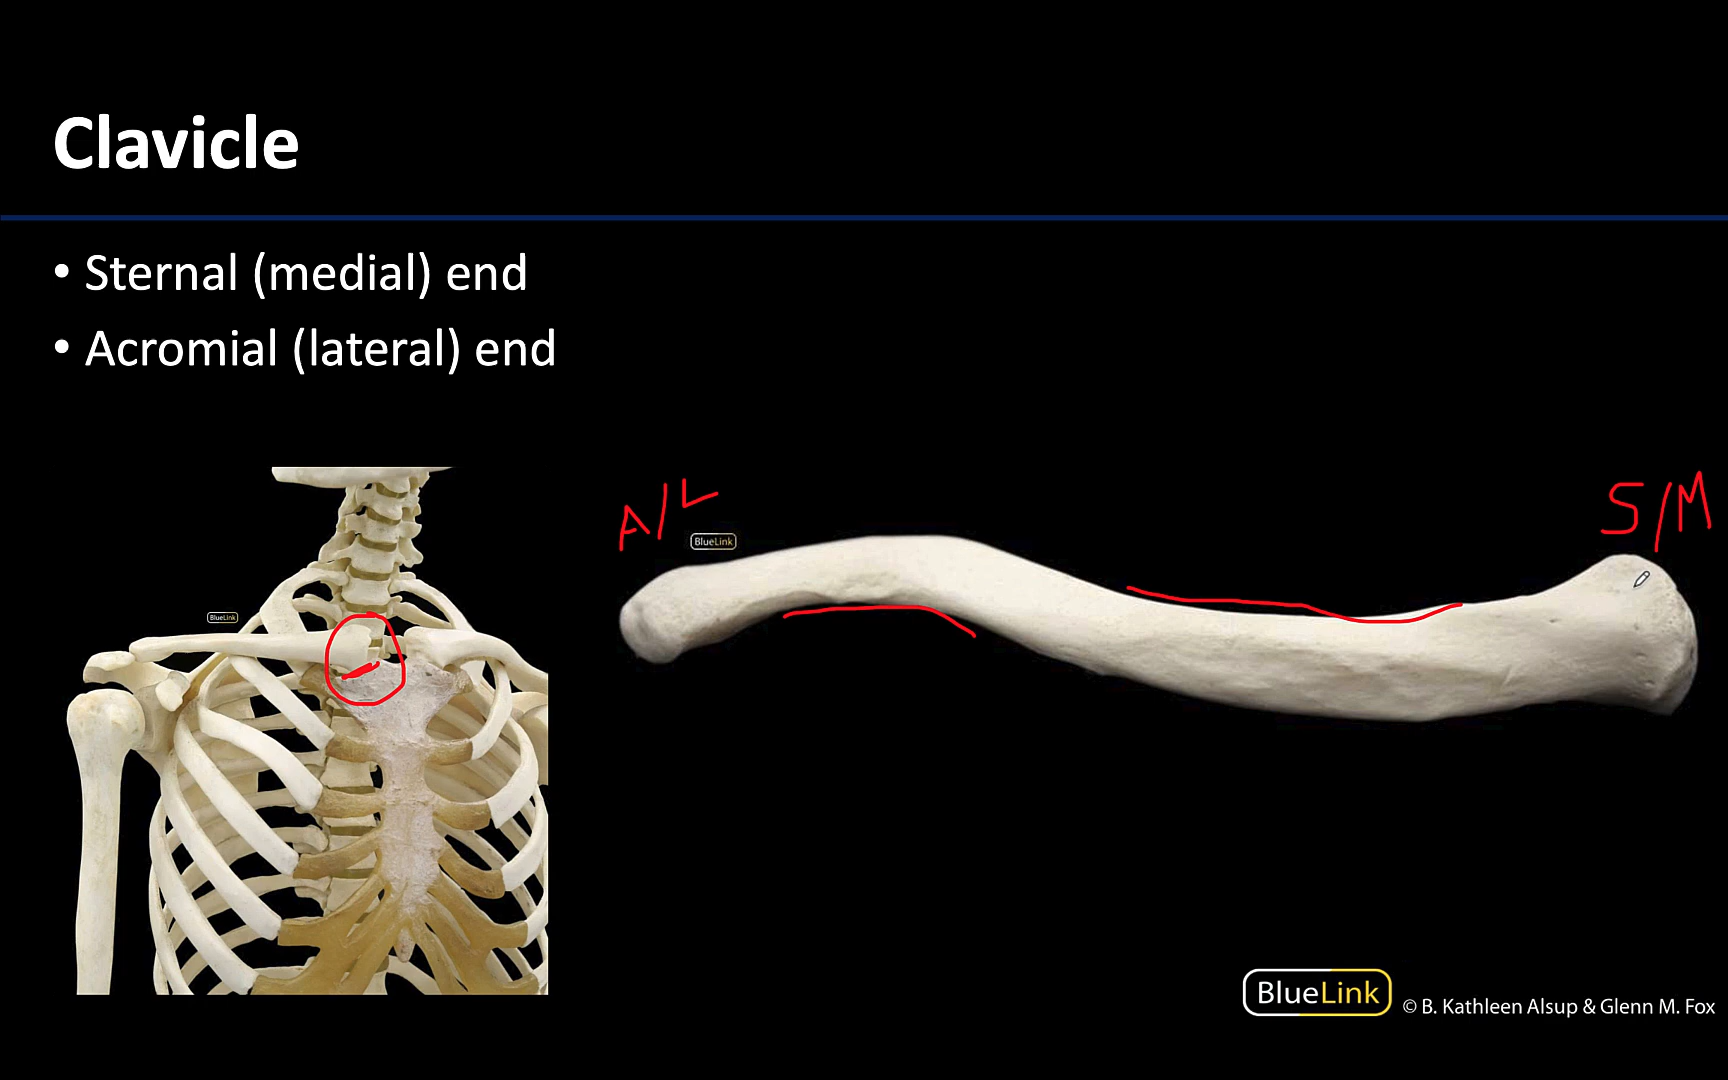 Clavicle
• Sternal (medial) end
• Acromial (lateral) end
A/L
S/M
BlueLink
BlueLink
BlueLink
© B. Kathleen Alsup & Glenn M. Fox